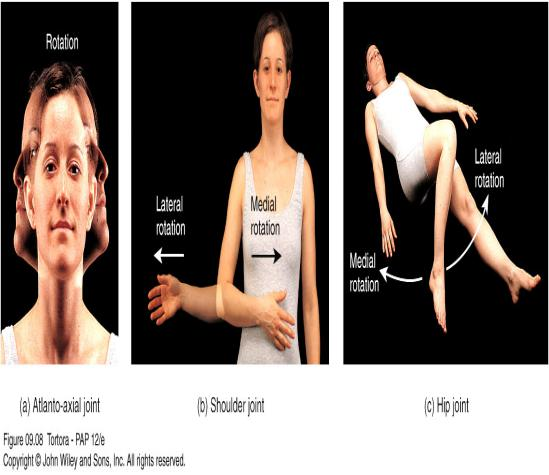 Rotation
Lateral
rotation
Medial
rotation
Lateral
rotation
Medial
rotation
(a) Atlanto-axial joint
(b) Shoulder joint
(c) Hip joint
Figure 09.08 Tortora - PAP 12/e
Copyright © John Wiley and Sons, Inc. All rights reserved.